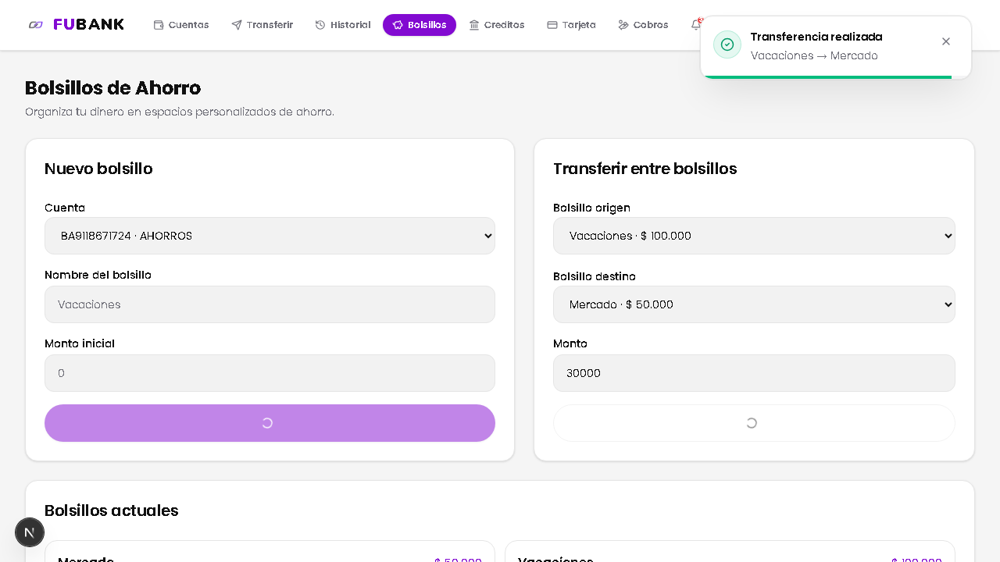 FUBANK
Cuentas
Transferir
Historial
Bolsillos
Creditos
Tarjeta
Cobros
Transferencia realizada
Vacaciones → Mercado
Bolsillos de Ahorro
Organiza tu dinero en espacios personalizados de ahorro.
Nuevo bolsillo
Cuenta
BA9118671724 · AHORROS
Nombre del bolsillo
Vacaciones
Monto inicial
0
Transferir entre bolsillos
Bolsillo origen
Vacaciones · $ 100.000
Bolsillo destino
Mercado · $ 50.000
Monto
30000
Bolsillos actuales
Mercado
$ 50.000
Vacaciones
$ 100.000
N